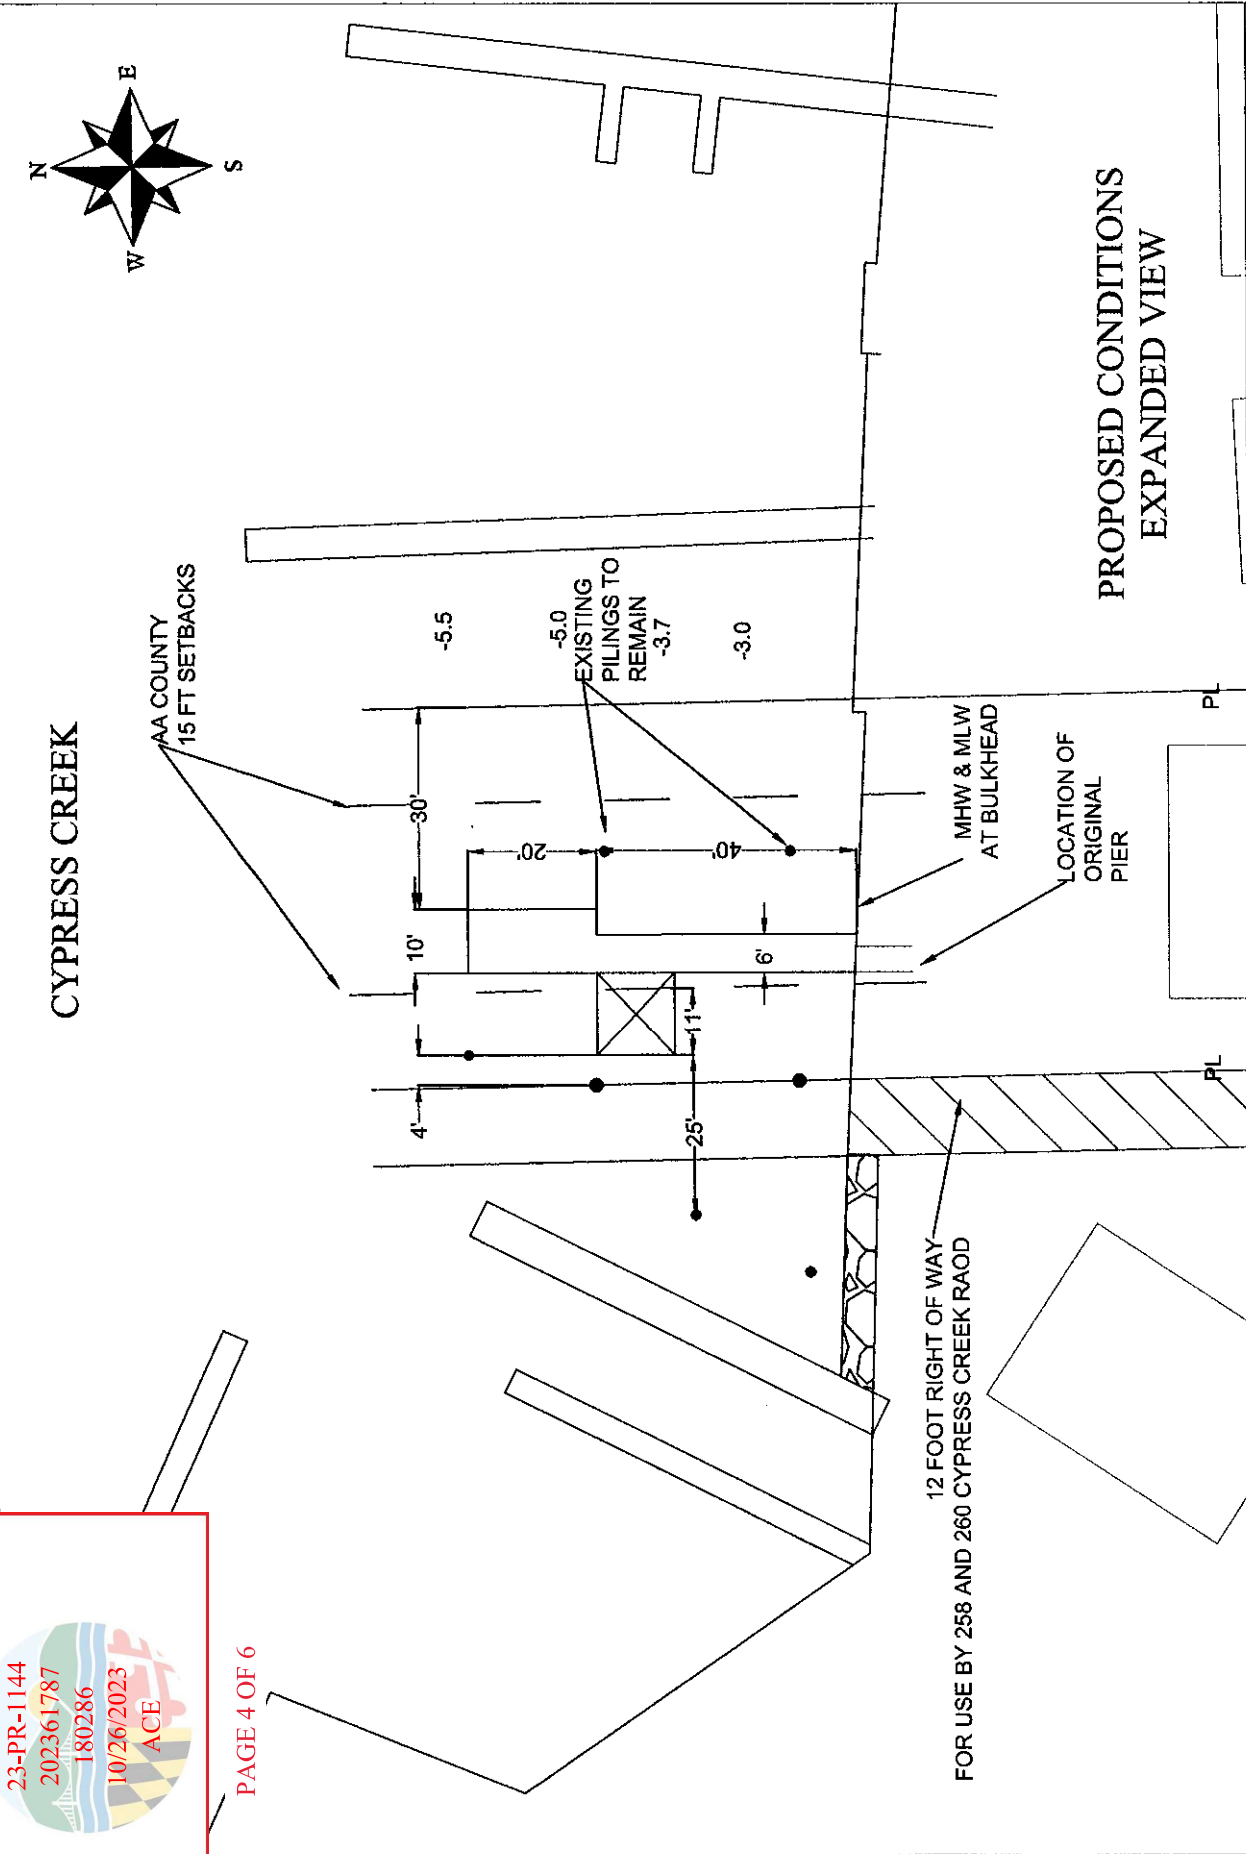 23-PR-1144
202361787
180286
10/26/2023
ACE
PAGE 4 OF 6
CYPRESS CREEK
N
E
S
W
AA COUNTY
15 FT SETBACKS
-5.5
-5.0
EXISTING
PILINGS TO
REMAIN
-3.7
-3.0
30'
10'
4'
20'
40'
6'
11'
25'
MHW & MLW
AT BULKHEAD
LOCATION OF
ORIGINAL
PIER
PL
PL
12 FOOT RIGHT OF WAY
FOR USE BY 258 AND 260 CYPRESS CREEK RAOD
PROPOSED CONDITIONS
EXPANDED VIEW